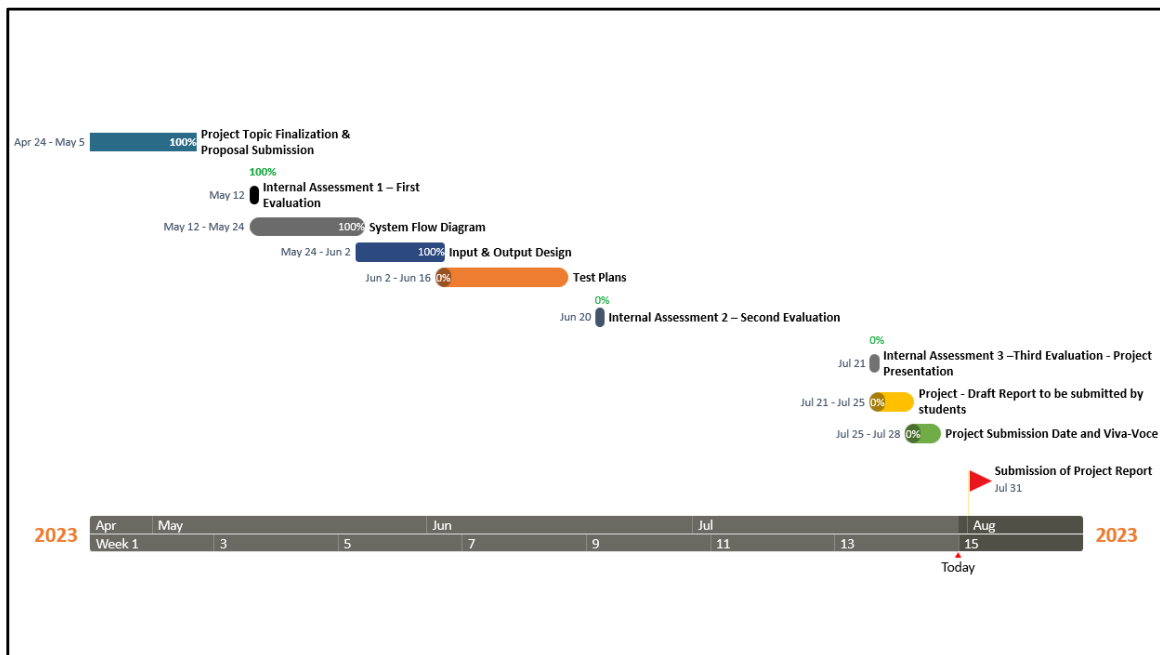 Apr 24 - May 5 100% Project Topic Finalization &
Proposal Submission
100%
May 12 Internal Assessment 1 – First
Evaluation
May 12 - May 24 100% System Flow Diagram
May 24 - Jun 2 100% Input & Output Design
Jun 2 - Jun 16 0% Test Plans
0%
Jun 20 Internal Assessment 2 – Second Evaluation
0%
Jul 21 Internal Assessment 3 –Third Evaluation - Project
Presentation
Jul 21 - Jul 25 0% Project - Draft Report to be submitted by
students
Jul 25 - Jul 28 0% Project Submission Date and Viva-Voce
Submission of Project Report
Jul 31
Apr May Jun Jul Aug
2023 2023
Week 1 3 5 7 9 11 13 15
Today